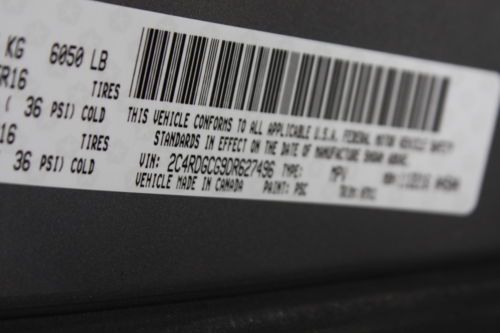 KG 6050 LB
R16 TIRES
( 36 PSI) COLD
16 TIRES
36 PSI) COLD
THIS VEHICLE CONFORMS TO ALL APPLICABLE U.S.A. FEDERAL MOTOR VEHICLE SAFETY
STANDARDS IN EFFECT ON THE DATE OF MANUFACTURE SHOWN ABOVE.
VIN: 2C4RDGCG9DR627496 TYPE: MPV
VEHICLE MADE IN CANADA PAINT: PSC TRIM: